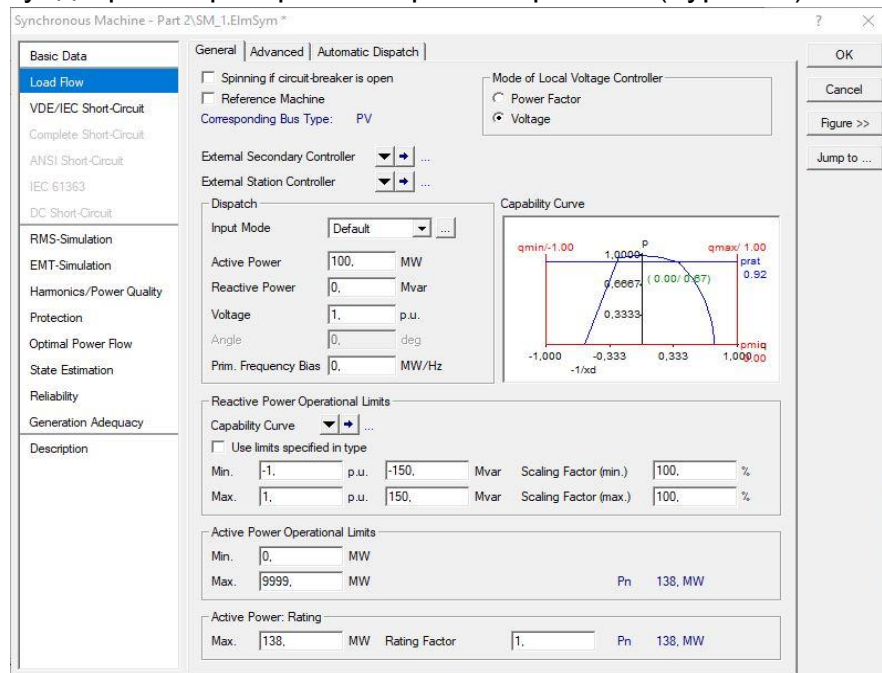 Synchronous Machine - Part 2\SM_1.ElmSym *
? ×
Basic Data
Load Flow
VDE/IEC Short-Circuit
Complete Short-Circuit
ANSI Short-Circuit
IEC 61363
DC Short-Circuit
RMS-Simulation
EMT-Simulation
Harmonics/Power Quality
Protection
Optimal Power Flow
State Estimation
Reliability
Generation Adequacy
Description
General Advanced Automatic Dispatch
Spinning if circuit-breaker is open
Reference Machine
Corresponding Bus Type: PV
Mode of Local Voltage Controller
Power Factor
Voltage
External Secondary Controller ...
External Station Controller ...
Dispatch
Input Mode Default ...
Active Power 100, MW
Reactive Power 0, Mvar
Voltage 1, p.u.
Angle 0, deg
Prim. Frequency Bias 0, MW/Hz
Capability Curve
qmin/-1.00 p qmax/ 1.00
1,0000 prat
0.92
0,6667 ( 0.00/ 0.67)
0,3333
pmiq
-1,000 -0,333 0,333 1,000 0.00
-1/xd
Reactive Power Operational Limits
Capability Curve ...
Use limits specified in type
Min. -1, p.u. -150, Mvar Scaling Factor (min.) 100, %
Max. 1, p.u. 150, Mvar Scaling Factor (max.) 100, %
Active Power Operational Limits
Min. 0, MW
Max. 9999, MW Pn 138, MW
Active Power: Rating
Max. 138, MW Rating Factor 1, Pn 138, MW
OK
Cancel
Figure >>
Jump to ...